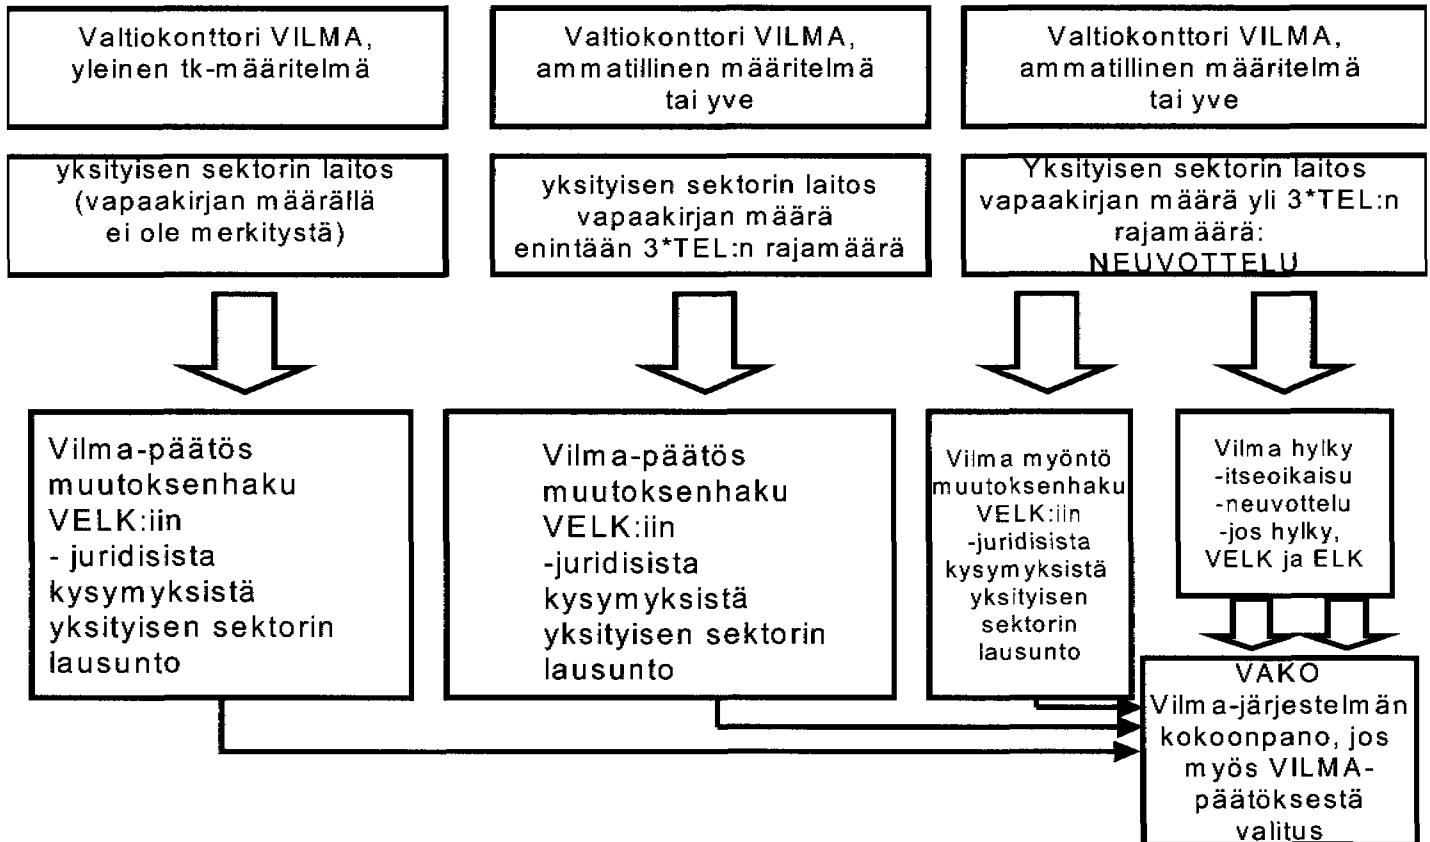 Valtiokonttori VILMA,
yleinen tk-määritelmä
Valtiokonttori VILMA,
ammatillinen määritelmä
tai yve
Valtiokonttori VILMA,
ammatillinen määritelmä
tai yve
yksityisen sektorin laitos
(vapaakirjan määrällä
ei ole merkitystä)
yksityisen sektorin laitos
vapaakirjan määrä
enintään 3*TEL:n rajamäärä
Yksityisen sektorin laitos
vapaakirjan määrä yli 3*TEL:n
rajamäärä:
NEUVOTTELU
Vilma-päätös
muutoksenhaku
VELK:iin
- juridisista
kysymyksistä
yksityisen sektorin
lausunto
Vilma-päätös
muutoksenhaku
VELK:iin
-juridisista
kysymyksistä
yksityisen sektorin
lausunto
Vilma myöntö
muutoksenhaku
VELK:iin
-juridisista
kysymyksistä
yksityisen
sektorin
lausunto
Vilma hylky
-itseoikaisu
-neuvottelu
-jos hylky,
VELK ja ELK
VAKO
Vilma-järjestelmän
kokoonpano, jos
myös VILMA-
päätöksestä
valitus